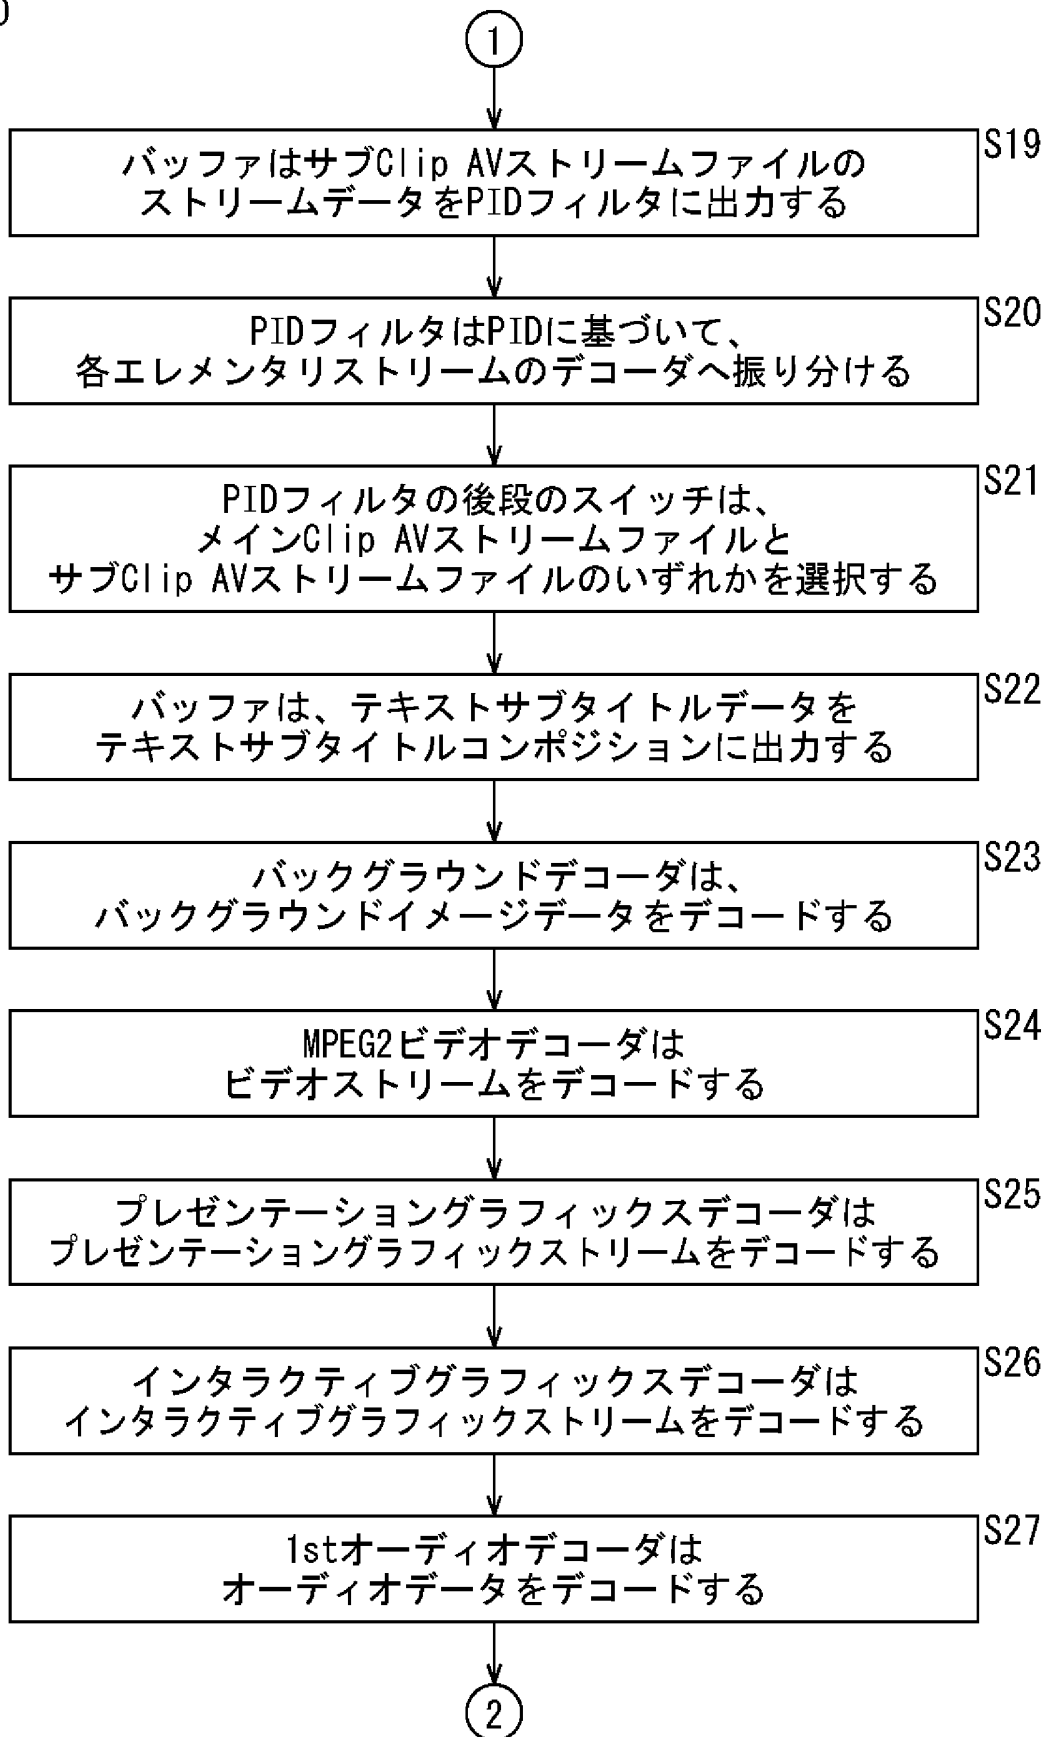 1
S19
バッファはサブClip AVストリームファイルの
ストリームデータをPIDフィルタに出力する
S20
PIDフィルタはPIDに基づいて、
各エレメンタリストリームのデコーダへ振り分ける
S21
PIDフィルタの後段のスイッチは、
メインClip AVストリームファイルと
サブClip AVストリームファイルのいずれかを選択する
S22
バッファは、テキストサブタイトルデータを
テキストサブタイトルコンポジションに出力する
S23
バックグラウンドデコーダは、
バックグラウンドイメージデータをデコードする
S24
MPEG2ビデオデコーダは
ビデオストリームをデコードする
S25
プレゼンテーショングラフィックスデコーダは
プレゼンテーショングラフィックストリームをデコードする
S26
インタラクティブグラフィックスデコーダは
インタラクティブグラフィックストリームをデコードする
S27
1stオーディオデコーダは
オーディオデータをデコードする
2